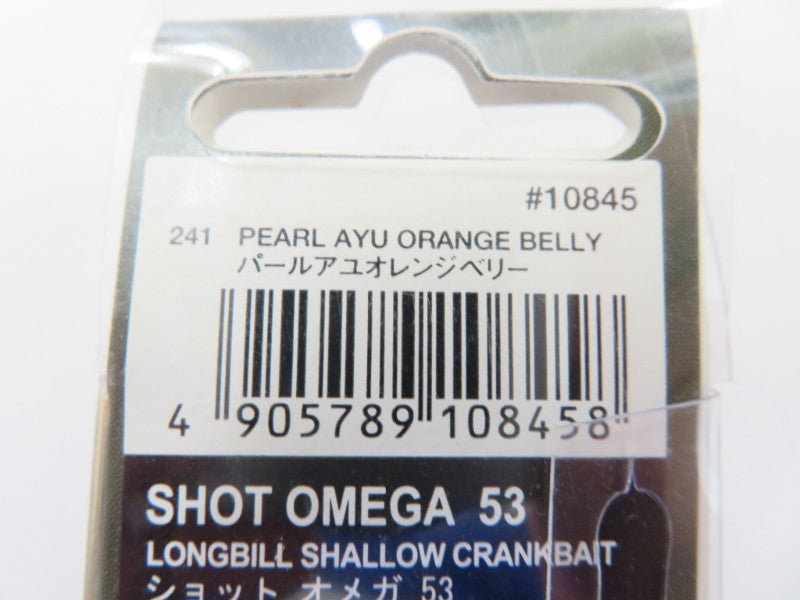 #10845
241 PEARL AYU ORANGE BELLY
パールアユオレンジベリー
4 905789 108458
SHOT OMEGA 53
LONGBILL SHALLOW CRANKBAIT
ショット オメガ 53